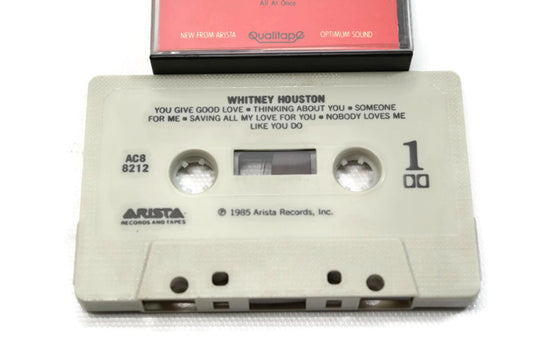 All At Once
NEW FROM ARISTA Qualitape OPTIMUM SOUND
WHITNEY HOUSTON
YOU GIVE GOOD LOVE ■ THINKING ABOUT YOU ■ SOMEONE
FOR ME ■ SAVING ALL MY LOVE FOR YOU ■ NOBODY LOVES ME
LIKE YOU DO
AC8
8212
1
ARISTA
RECORDS AND TAPES
℗ 1985 Arista Records, Inc.